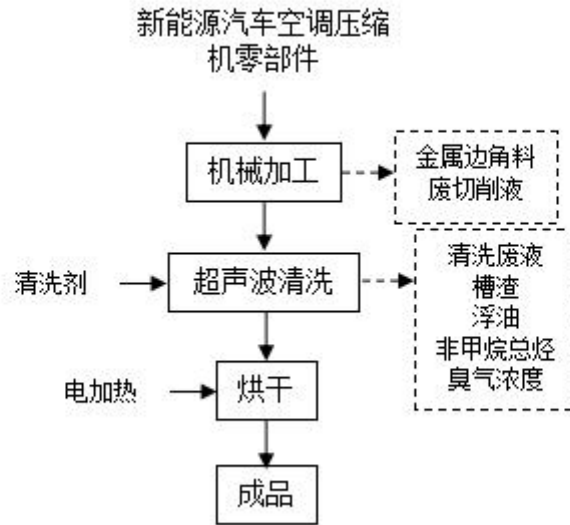 新能源汽车空调压缩
机零部件
机械加工
金属边角料
废切削液
清洗剂
超声波清洗
清洗废液
槽渣
浮油
非甲烷总烃
臭气浓度
电加热
烘干
成品